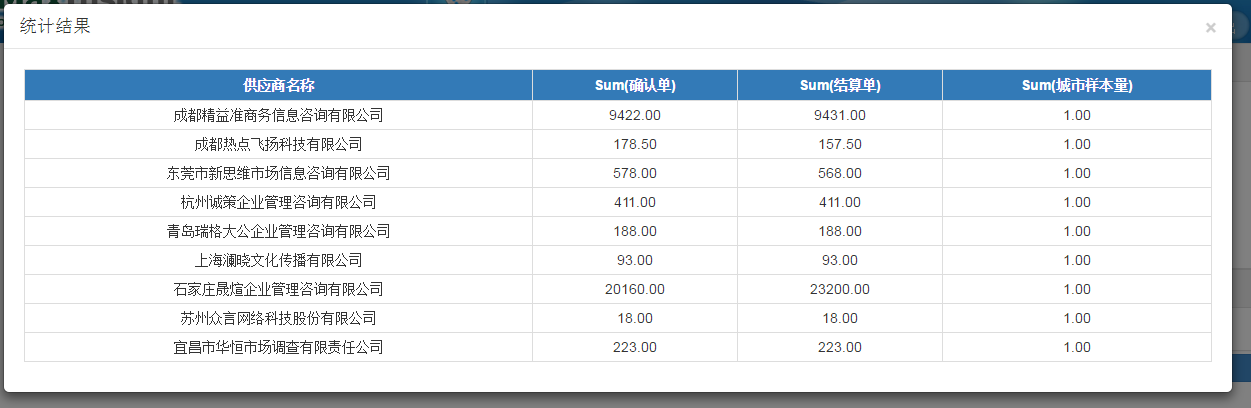 统计结果
×
供应商名称 Sum(确认单) Sum(结算单) Sum(城市样本量)
成都精益准商务信息咨询有限公司 9422.00 9431.00 1.00
成都热点飞扬科技有限公司 178.50 157.50 1.00
东莞市新思维市场信息咨询有限公司 578.00 568.00 1.00
杭州诚策企业管理咨询有限公司 411.00 411.00 1.00
青岛瑞格大公企业管理咨询有限公司 188.00 188.00 1.00
上海澜晓文化传播有限公司 93.00 93.00 1.00
石家庄晟煊企业管理咨询有限公司 20160.00 23200.00 1.00
苏州众言网络科技股份有限公司 18.00 18.00 1.00
宜昌市华恒市场调查有限责任公司 223.00 223.00 1.00